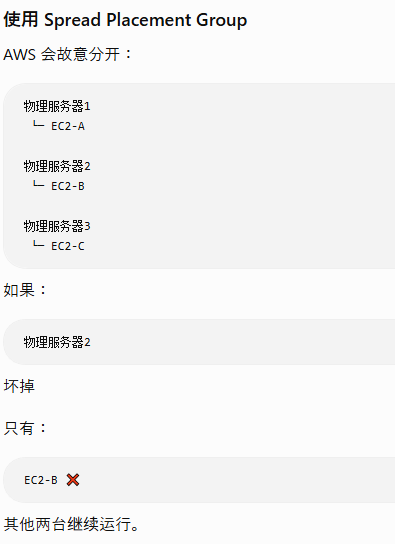 使用 Spread Placement Group
AWS 会故意分开：
物理服务器1
└─ EC2-A
物理服务器2
└─ EC2-B
物理服务器3
└─ EC2-C
如果：
物理服务器2
坏掉
只有：
EC2-B ❌
其他两台继续运行。